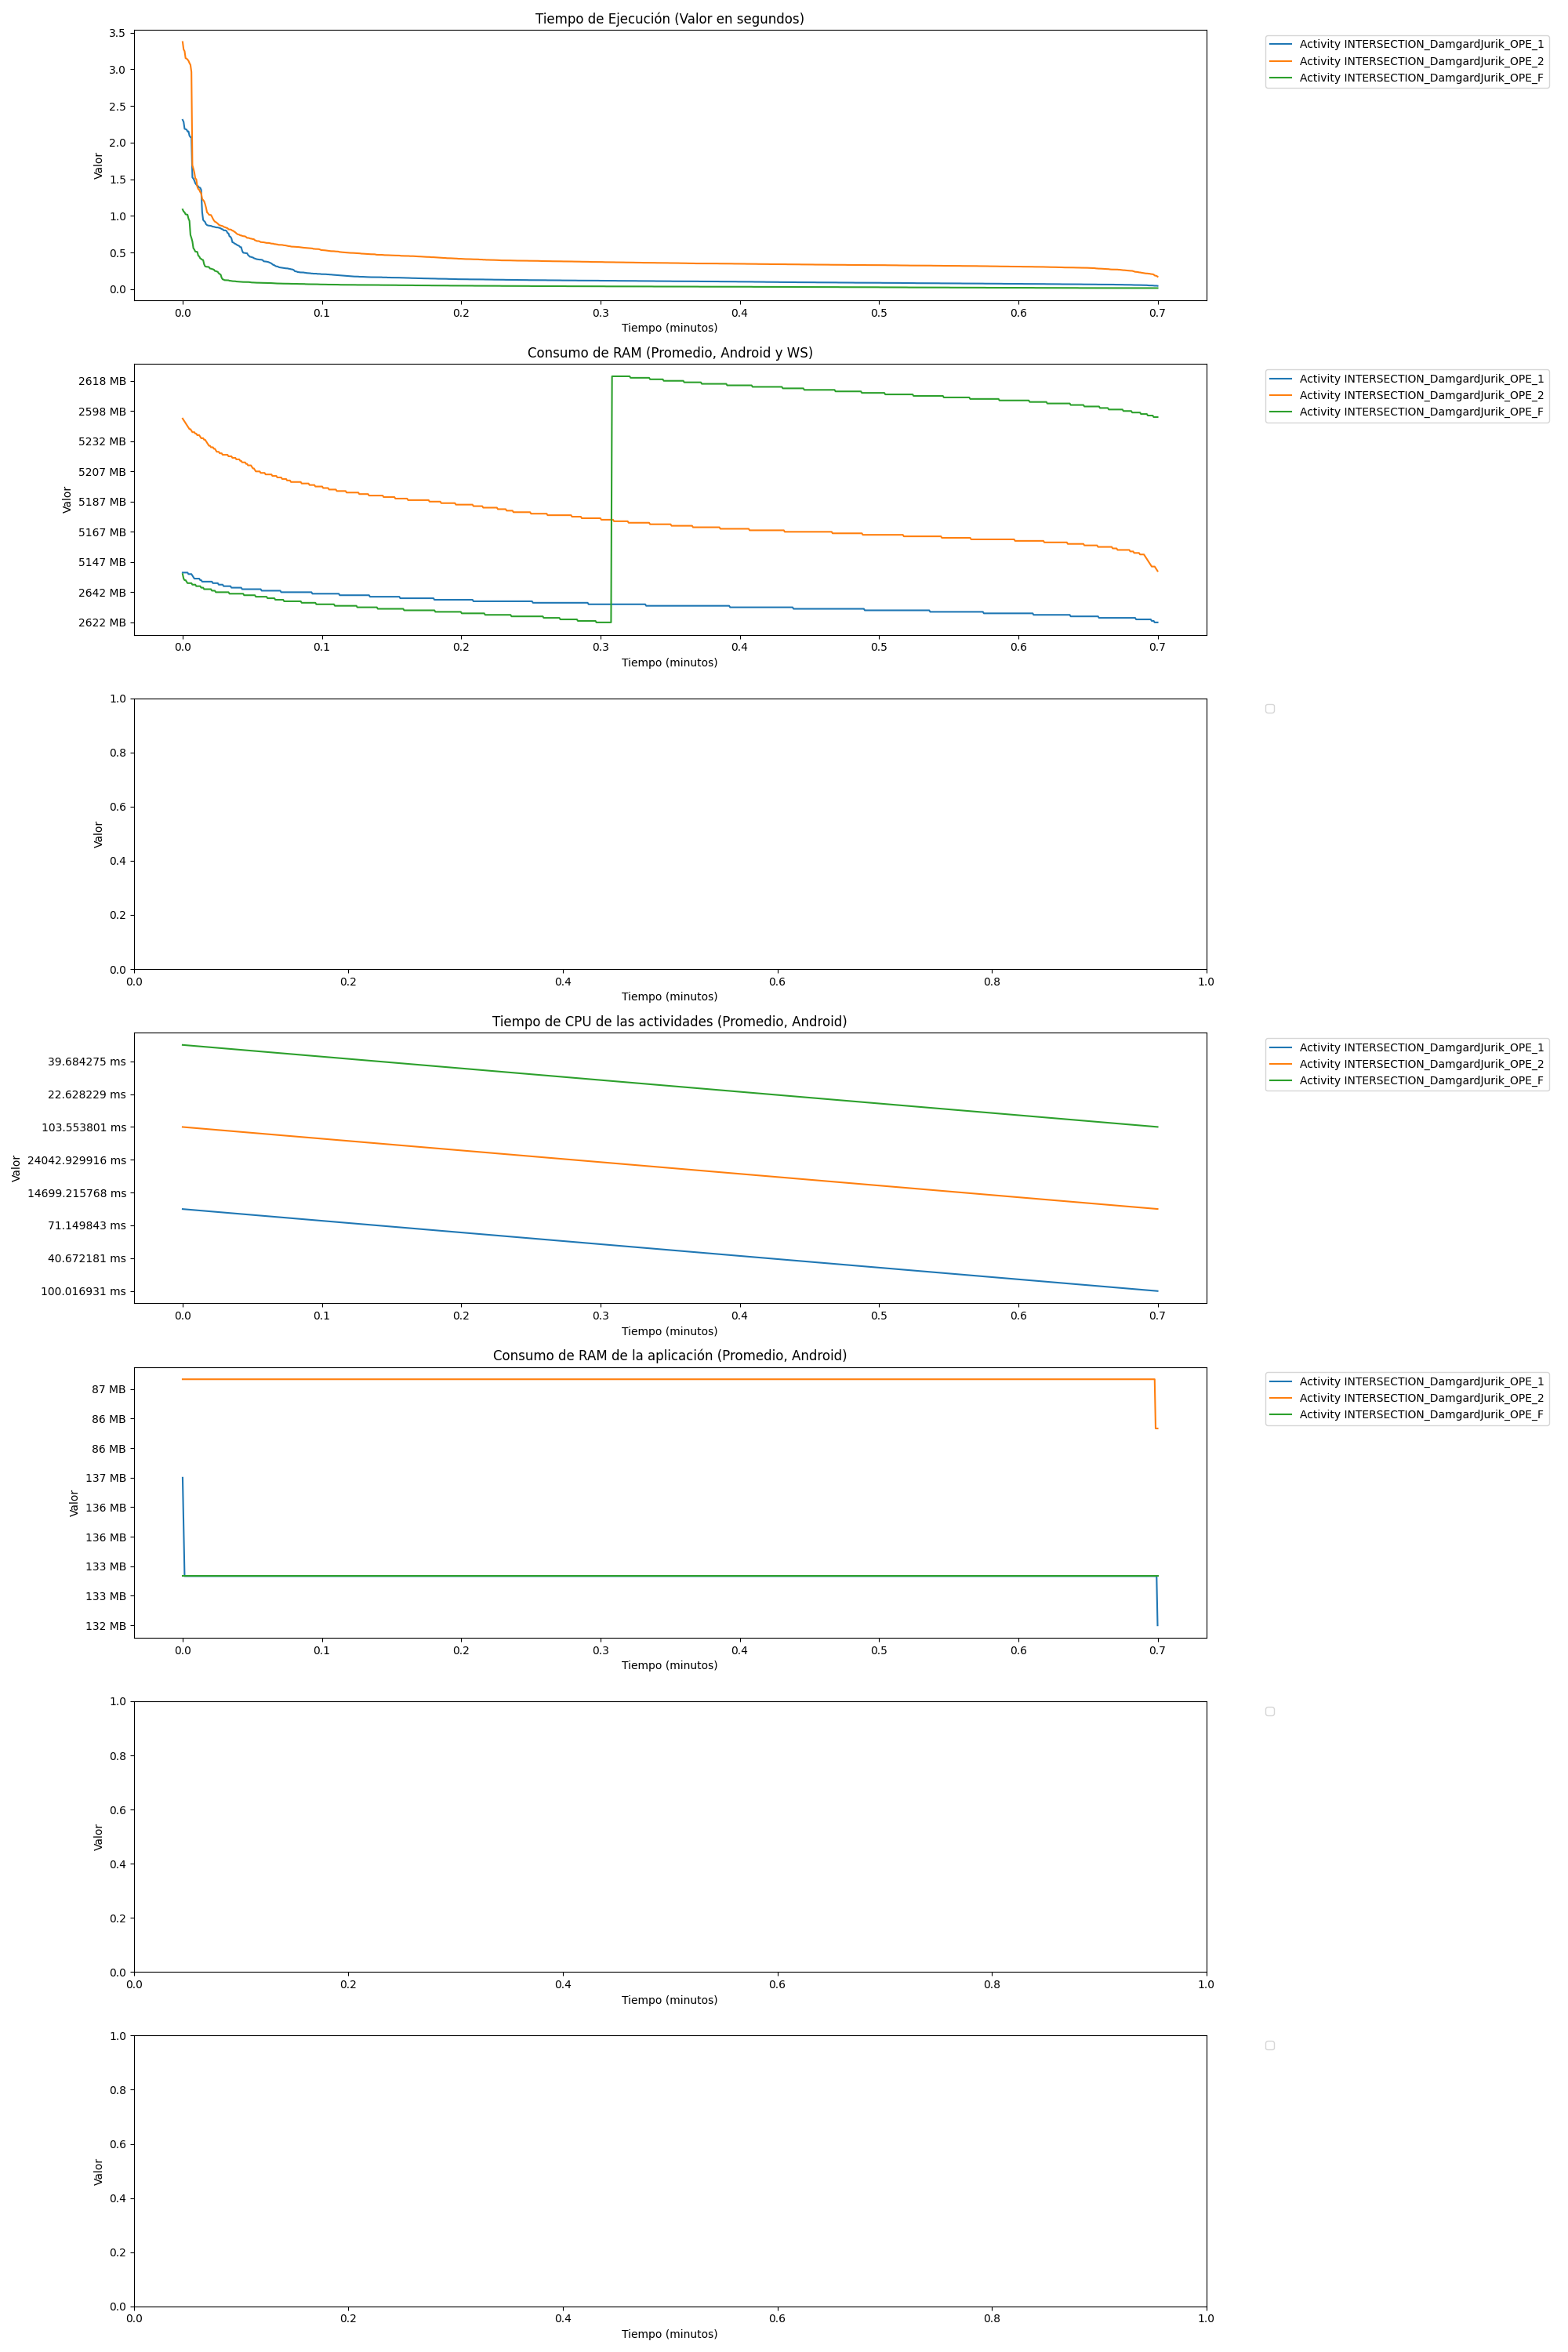 Tiempo de Ejecución (Valor en segundos)
3.5
3.0
2.5
2.0
1.5
1.0
0.5
0.0
Valor
0.0 0.1 0.2 0.3 0.4 0.5 0.6 0.7
Tiempo (minutos)
Activity INTERSECTION_DamgardJurik_OPE_1
Activity INTERSECTION_DamgardJurik_OPE_2
Activity INTERSECTION_DamgardJurik_OPE_F
Consumo de RAM (Promedio, Android y WS)
2618 MB
2598 MB
5232 MB
5207 MB
5187 MB
5167 MB
5147 MB
2642 MB
2622 MB
Valor
0.0 0.1 0.2 0.3 0.4 0.5 0.6 0.7
Tiempo (minutos)
Activity INTERSECTION_DamgardJurik_OPE_1
Activity INTERSECTION_DamgardJurik_OPE_2
Activity INTERSECTION_DamgardJurik_OPE_F
1.0
0.8
0.6
0.4
0.2
0.0
Valor
0.0 0.2 0.4 0.6 0.8 1.0
Tiempo (minutos)
Tiempo de CPU de las actividades (Promedio, Android)
39.684275 ms
22.628229 ms
103.553801 ms
24042.929916 ms
14699.215768 ms
71.149843 ms
40.672181 ms
100.016931 ms
Valor
0.0 0.1 0.2 0.3 0.4 0.5 0.6 0.7
Tiempo (minutos)
Activity INTERSECTION_DamgardJurik_OPE_1
Activity INTERSECTION_DamgardJurik_OPE_2
Activity INTERSECTION_DamgardJurik_OPE_F
Consumo de RAM de la aplicación (Promedio, Android)
87 MB
86 MB
86 MB
137 MB
136 MB
136 MB
133 MB
133 MB
132 MB
Valor
0.0 0.1 0.2 0.3 0.4 0.5 0.6 0.7
Tiempo (minutos)
Activity INTERSECTION_DamgardJurik_OPE_1
Activity INTERSECTION_DamgardJurik_OPE_2
Activity INTERSECTION_DamgardJurik_OPE_F
1.0
0.8
0.6
0.4
0.2
0.0
Valor
0.0 0.2 0.4 0.6 0.8 1.0
Tiempo (minutos)
1.0
0.8
0.6
0.4
0.2
0.0
Valor
0.0 0.2 0.4 0.6 0.8 1.0
Tiempo (minutos)